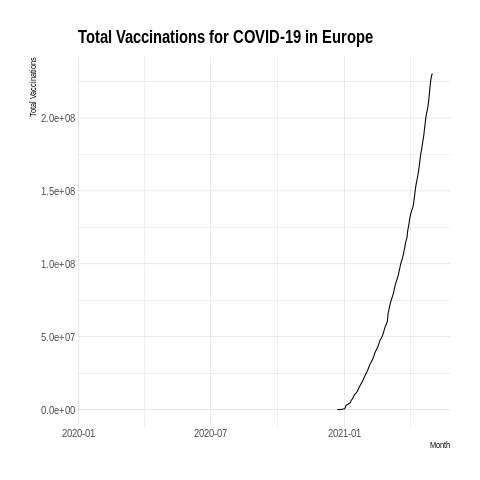 Total Vaccinations for COVID-19 in Europe
Total Vaccinations
2.0e+08
1.5e+08
1.0e+08
5.0e+07
0.0e+00
2020-01
2020-07
2021-01
Month